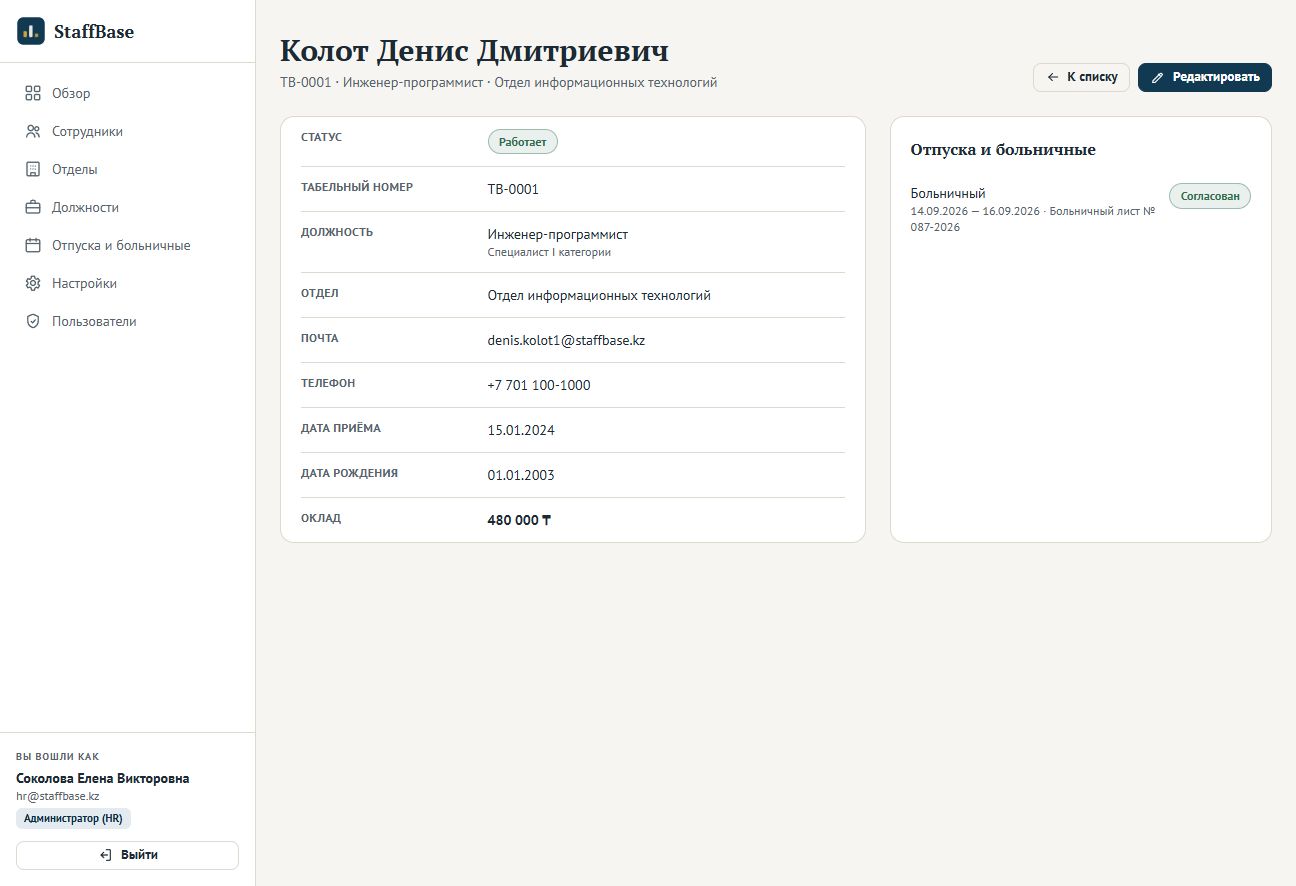 StaffBase
Обзор
Сотрудники
Отделы
Должности
Отпуска и больничные
Настройки
Пользователи
ВЫ ВОШЛИ КАК
Соколова Елена Викторовна
hr@staffbase.kz
Администратор (HR)
Выйти
Колот Денис Дмитриевич
ТВ-0001 · Инженер-программист · Отдел информационных технологий
К списку
Редактировать
СТАТУС Работает
ТАБЕЛЬНЫЙ НОМЕР ТВ-0001
ДОЛЖНОСТЬ Инженер-программист
Специалист I категории
ОТДЕЛ Отдел информационных технологий
ПОЧТА denis.kolot1@staffbase.kz
ТЕЛЕФОН +7 701 100-1000
ДАТА ПРИЁМА 15.01.2024
ДАТА РОЖДЕНИЯ 01.01.2003
ОКЛАД 480 000 ₸
Отпуска и больничные
Больничный
14.09.2026 — 16.09.2026 · Больничный лист №
087-2026
Согласован